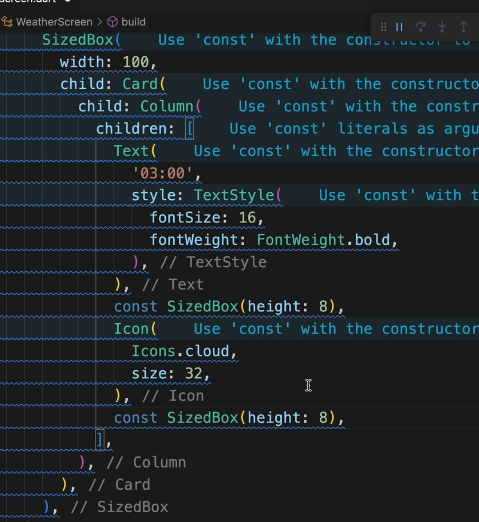 WeatherScreen > build
SizedBox( Use 'const' with the constructor to
width: 100,
child: Card( Use 'const' with the constructo
child: Column( Use 'const' with the constr
children: [ Use 'const' literals as argu
Text( Use 'const' with the constructor
'03:00',
style: TextStyle( Use 'const' with t
fontSize: 16,
fontWeight: FontWeight.bold,
), // TextStyle
), // Text
const SizedBox(height: 8),
Icon( Use 'const' with the constructor
Icons.cloud,
size: 32,
), // Icon
const SizedBox(height: 8),
],
), // Column
), // Card
), // SizedBox